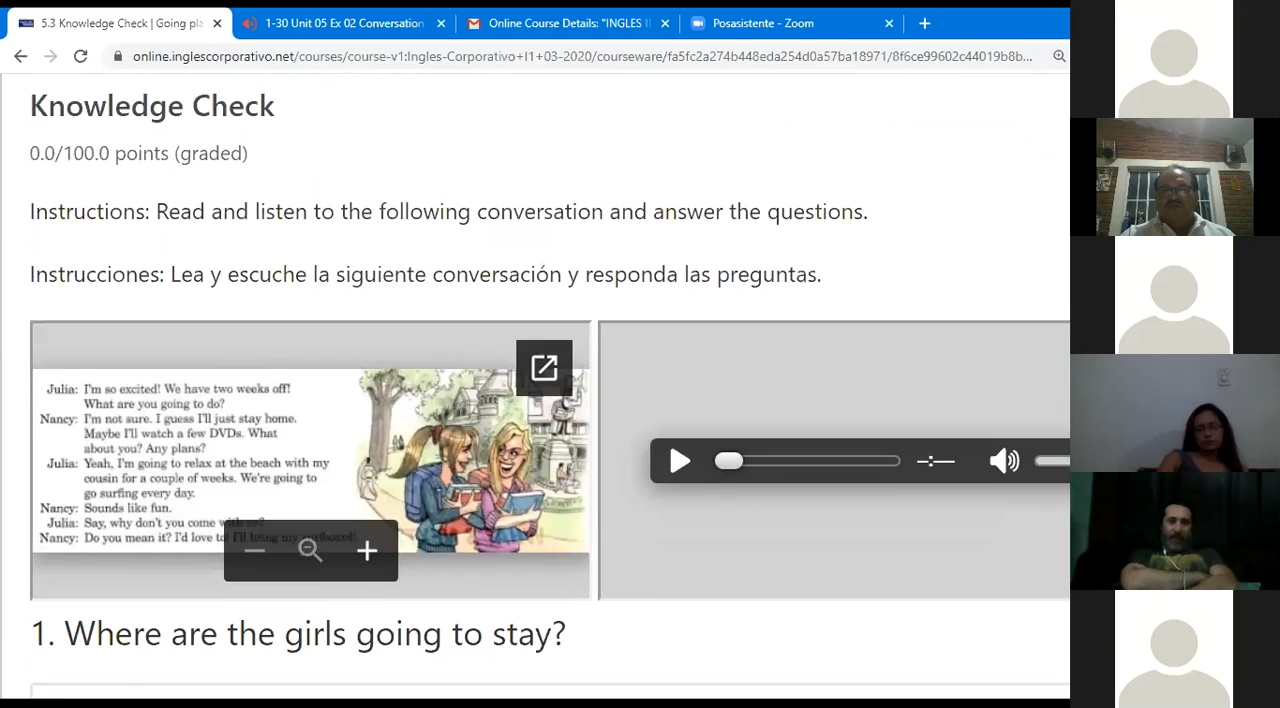 5.3 Knowledge Check | Going pla
1-30 Unit 05 Ex 02 Conversation
Online Course Details: "INGLES I
Posasistente - Zoom
online.inglescorporativo.net/courses/course-v1:Ingles-Corporativo+I1+03-2020/courseware/fa5fc2a274b448eda254d0a57ba18971/8f6ce99602c44019b8b...
Knowledge Check
0.0/100.0 points (graded)
Instructions: Read and listen to the following conversation and answer the questions.
Instrucciones: Lea y escuche la siguiente conversación y responda las preguntas.
Julia: I'm so excited! We have two weeks off!
What are you going to do?
Nancy: I'm not sure. I guess I'll just stay home.
Maybe I'll watch a few DVDs. What
about you? Any plans?
Julia: Yeah, I'm going to relax at the beach with my
cousin for a couple of weeks. We're going to
go surfing every day.
Nancy: Sounds like fun.
Julia: Say, why don't you come with us?
Nancy: Do you mean it? I'd love to! I'll bring my surfboard!
1. Where are the girls going to stay?